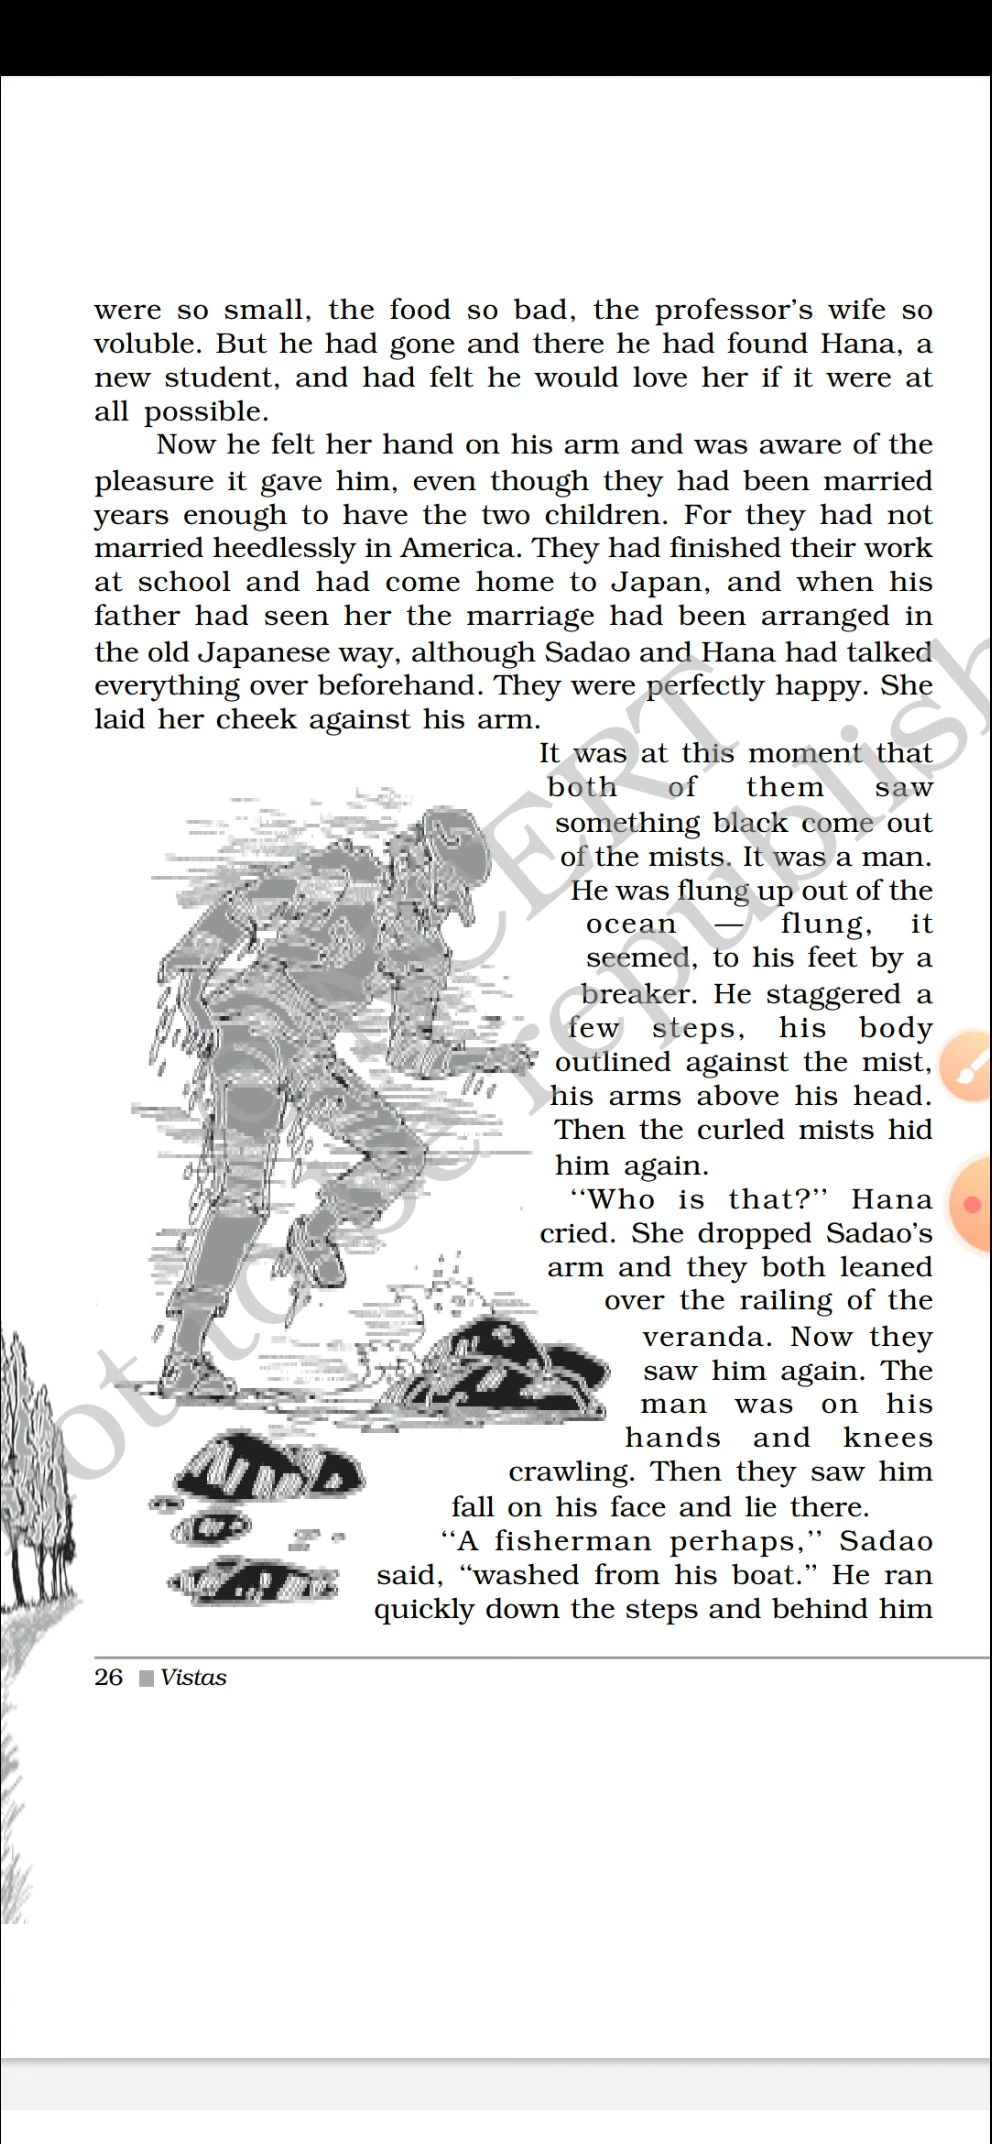 were so small, the food so bad, the professor's wife so
voluble. But he had gone and there he had found Hana, a
new student, and had felt he would love her if it were at
all possible.
Now he felt her hand on his arm and was aware of the
pleasure it gave him, even though they had been married
years enough to have the two children. For they had not
married heedlessly in America. They had finished their work
at school and had come home to Japan, and when his
father had seen her the marriage had been arranged in
the old Japanese way, although Sadao and Hana had talked
everything over beforehand. They were perfectly happy. She
laid her cheek against his arm.
It was at this moment that
both of them saw
something black come out
of the mists. It was a man.
He was flung up out of the
ocean — flung, it
seemed, to his feet by a
breaker. He staggered a
few steps, his body
outlined against the mist,
his arms above his head.
Then the curled mists hid
him again.
‘‘Who is that?’’ Hana
cried. She dropped Sadao’s
arm and they both leaned
over the railing of the
veranda. Now they
saw him again. The
man was on his
hands and knees
crawling. Then they saw him
fall on his face and lie there.
‘‘A fisherman perhaps,’’ Sadao
said, “washed from his boat.” He ran
quickly down the steps and behind him
26 Vistas
NCERT
not to be republish